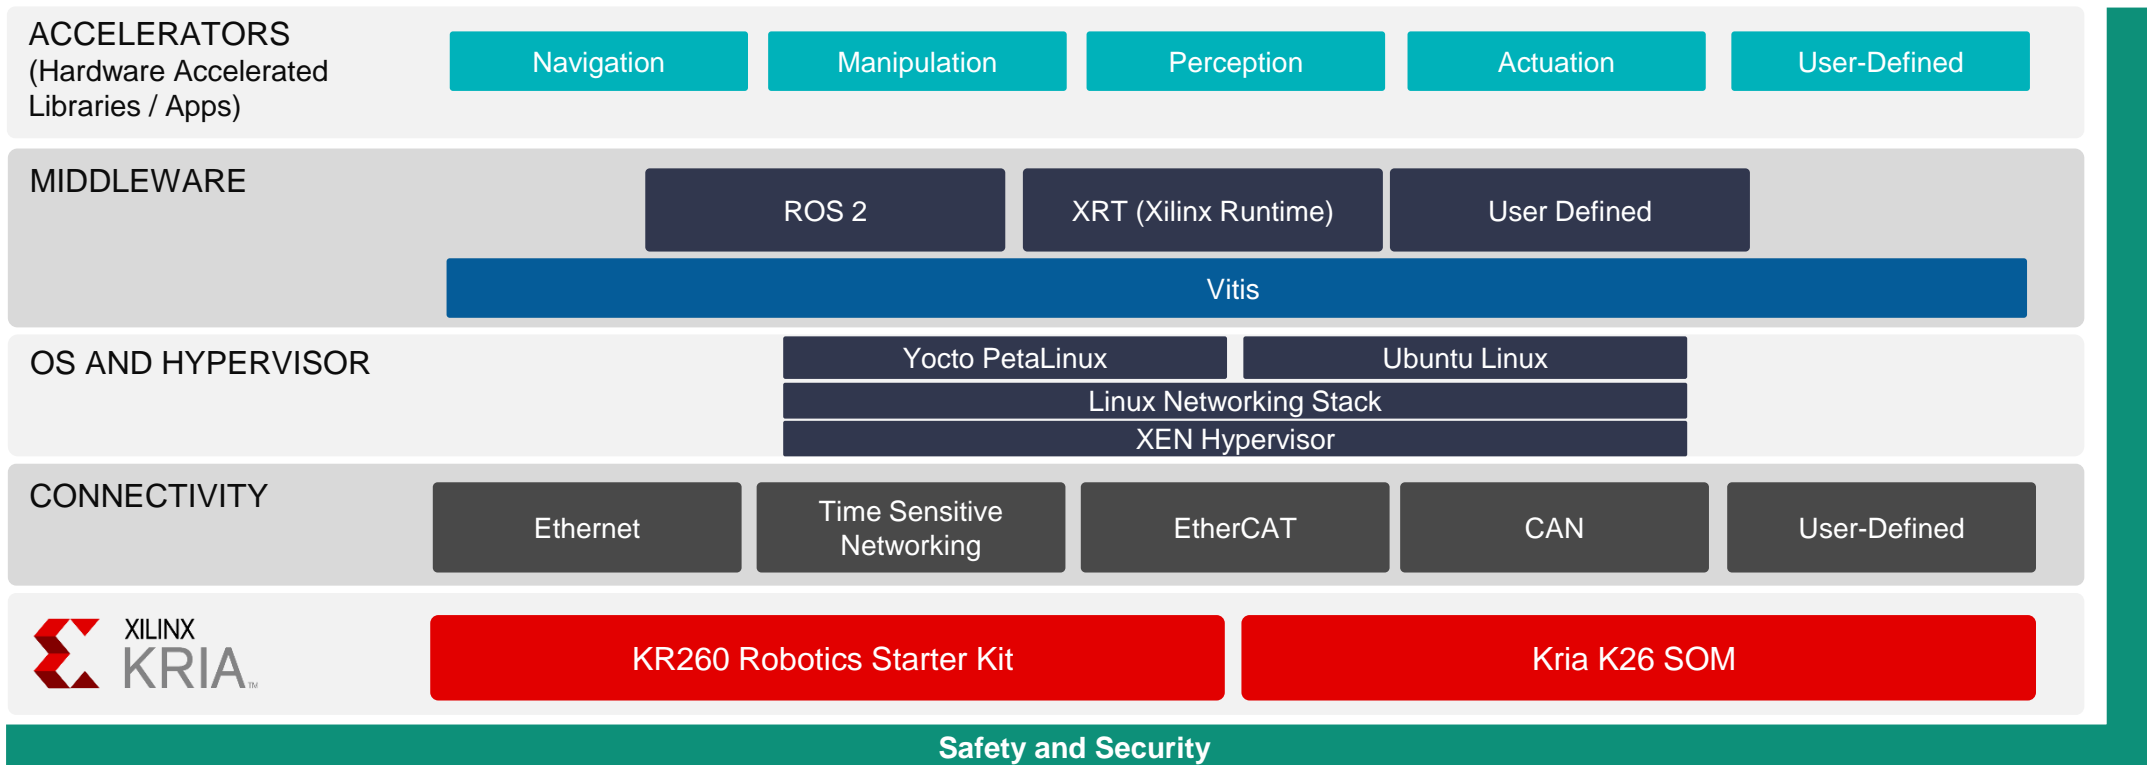 ACCELERATORS
(Hardware Accelerated
Libraries / Apps)
Navigation
Manipulation
Perception
Actuation
User-Defined
MIDDLEWARE
ROS 2
XRT (Xilinx Runtime)
User Defined
Vitis
OS AND HYPERVISOR
Yocto PetaLinux
Ubuntu Linux
Linux Networking Stack
XEN Hypervisor
CONNECTIVITY
Ethernet
Time Sensitive
Networking
EtherCAT
CAN
User-Defined
XILINX
KRIA™
KR260 Robotics Starter Kit
Kria K26 SOM
Safety and Security